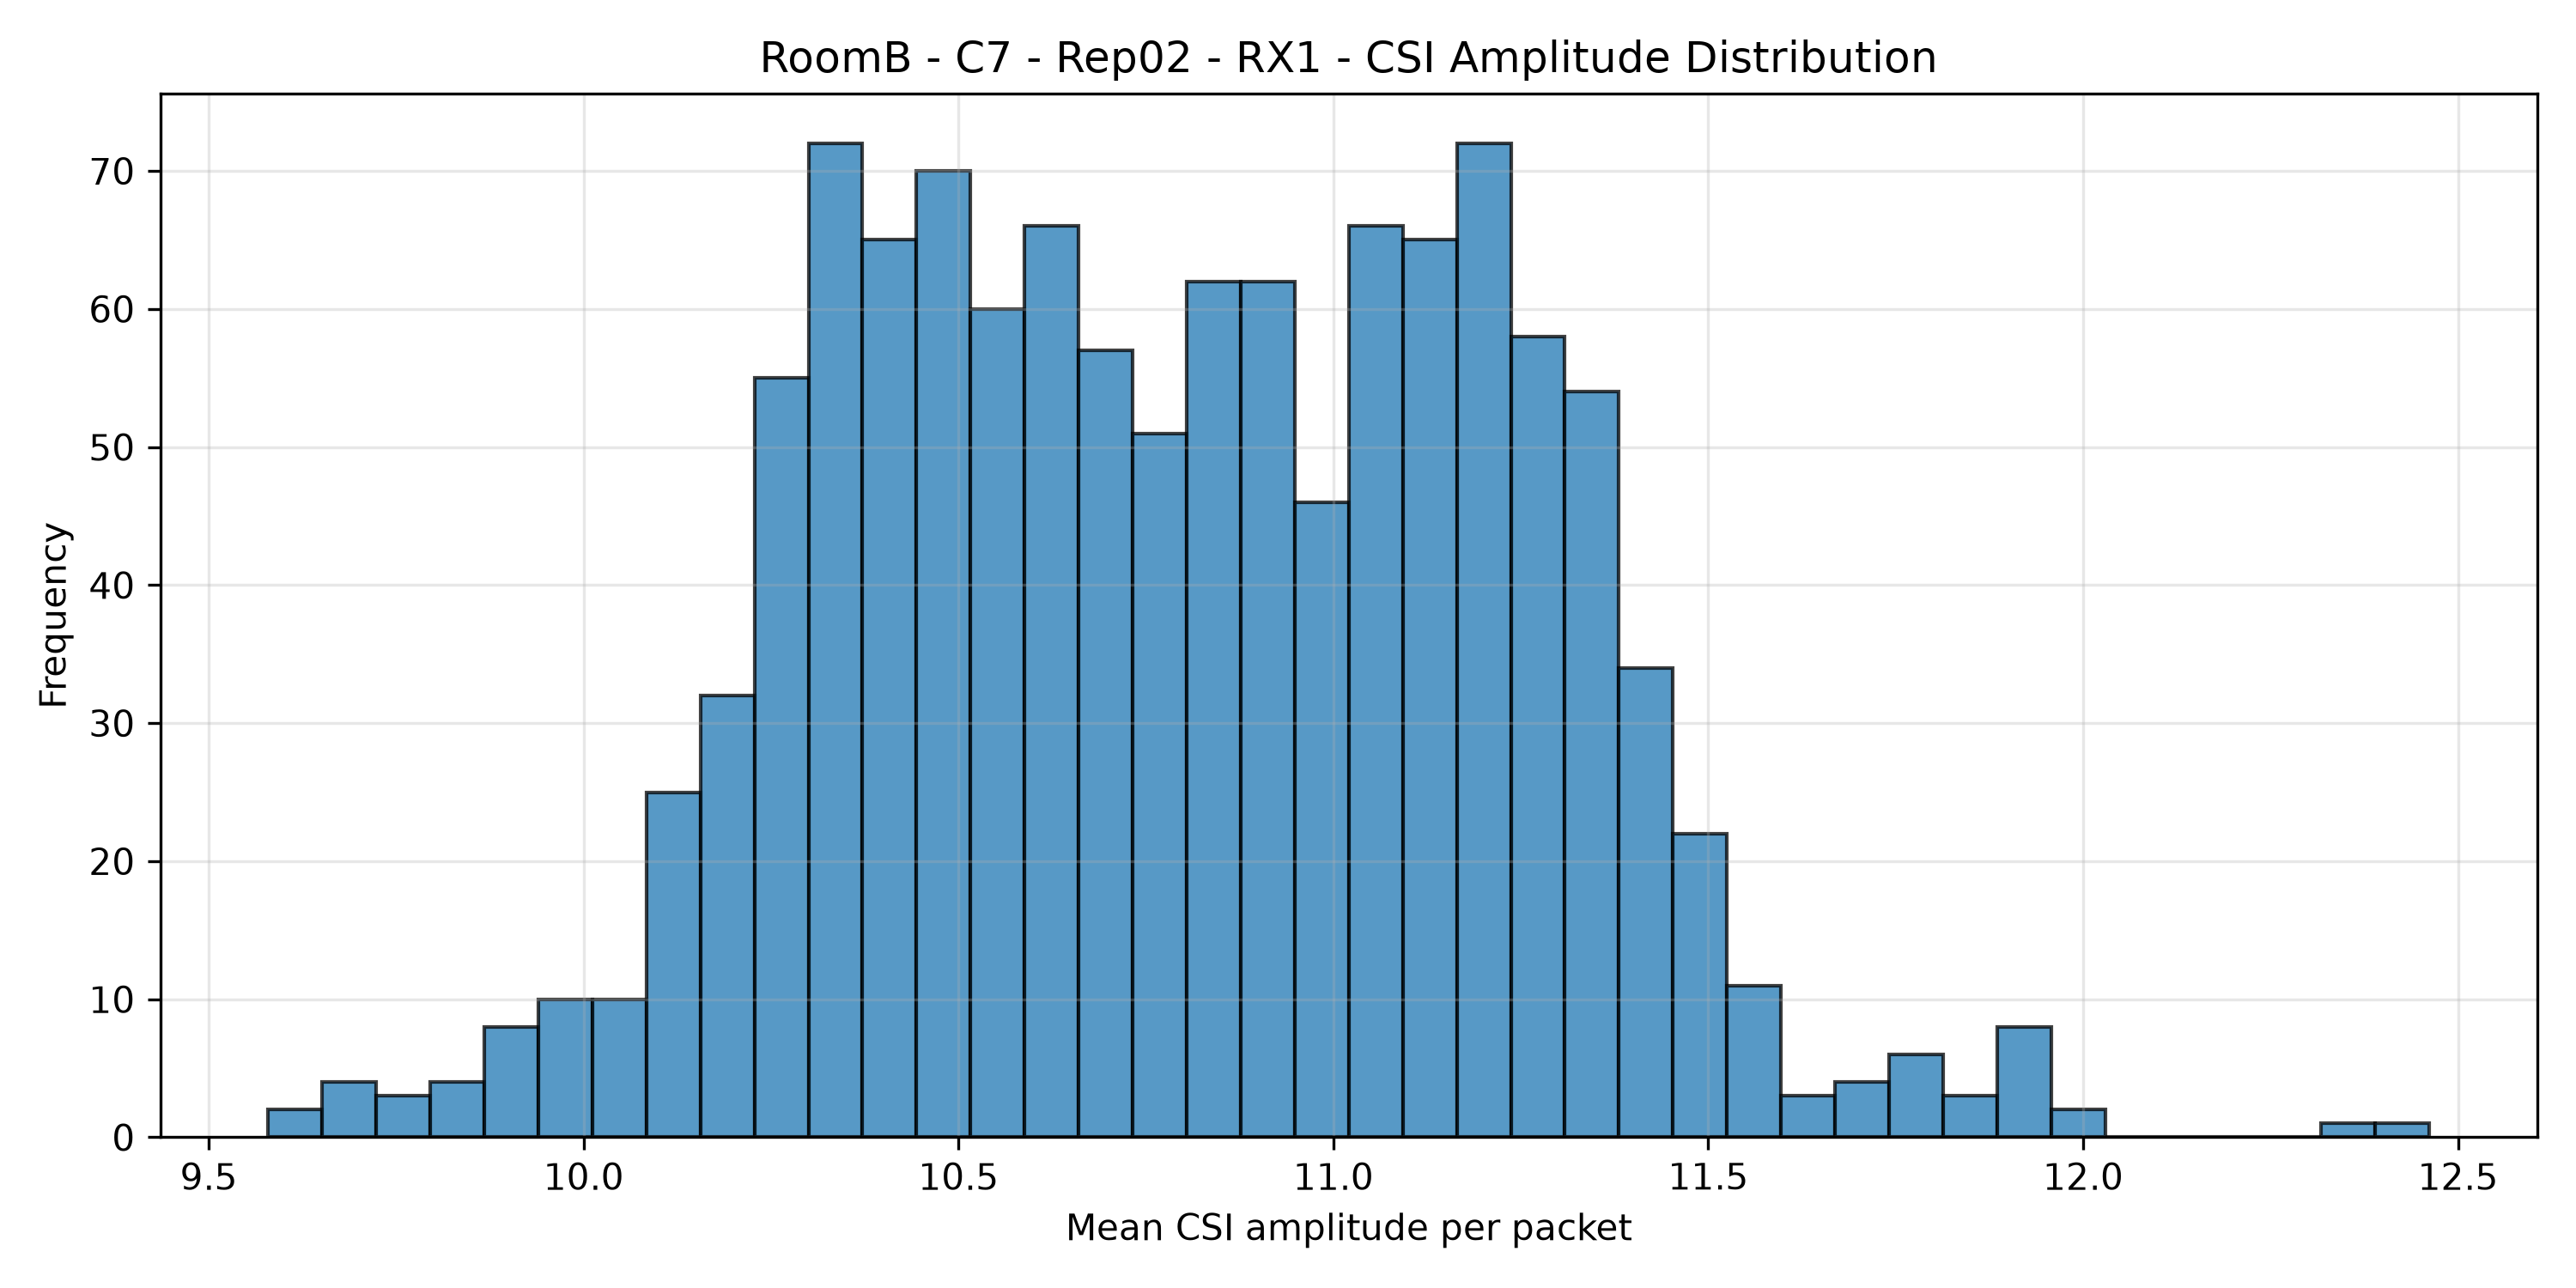 RoomB - C7 - Rep02 - RX1 - CSI Amplitude Distribution
Frequency
70
60
50
40
30
20
10
0
9.5 10.0 10.5 11.0 11.5 12.0 12.5
Mean CSI amplitude per packet